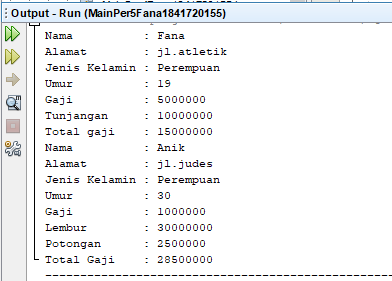 Output - Run (MainPer5Fana1841720155)
Nama : Fana
Alamat : jl.atletik
Jenis Kelamin : Perempuan
Umur : 19
Gaji : 5000000
Tunjangan : 10000000
Total gaji : 15000000
Nama : Anik
Alamat : jl.judes
Jenis Kelamin : Perempuan
Umur : 30
Gaji : 1000000
Lembur : 30000000
Potongan : 2500000
Total Gaji : 28500000
--------------------------------------------------